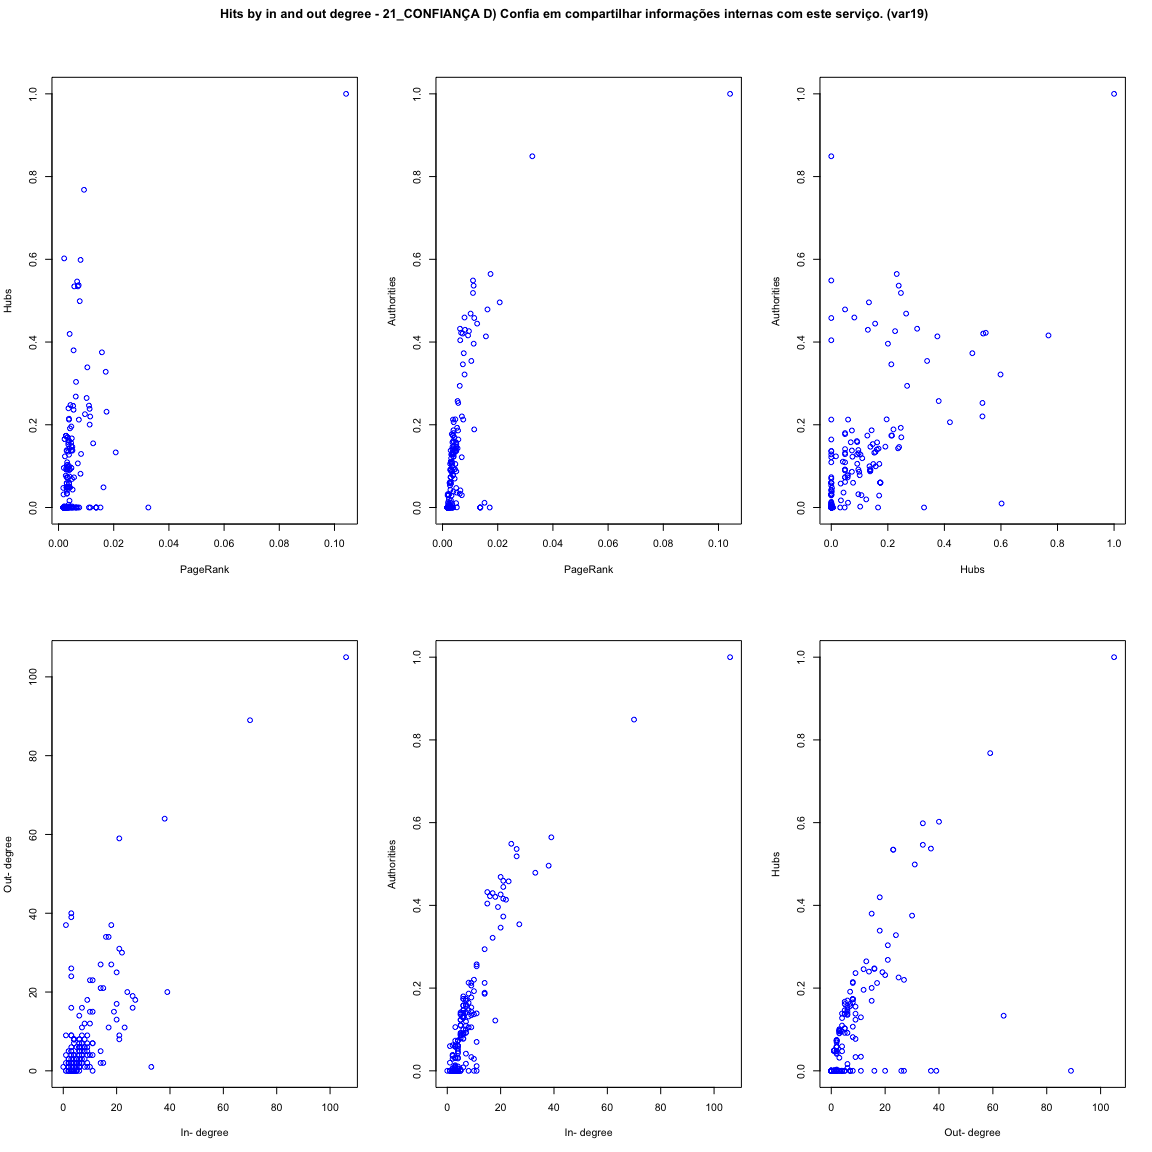 Hits by in and out degree - 21_CONFIANÇA D) Confia em compartilhar informações internas com este serviço. (var19)
Hubs
0.0 0.2 0.4 0.6 0.8 1.0
0.00 0.02 0.04 0.06 0.08 0.10
PageRank
Authorities
0.0 0.2 0.4 0.6 0.8 1.0
0.00 0.02 0.04 0.06 0.08 0.10
PageRank
Authorities
0.0 0.2 0.4 0.6 0.8 1.0
0.0 0.2 0.4 0.6 0.8 1.0
Hubs
Out- degree
0 20 40 60 80 100
0 20 40 60 80 100
In- degree
Authorities
0.0 0.2 0.4 0.6 0.8 1.0
0 20 40 60 80 100
In- degree
Hubs
0.0 0.2 0.4 0.6 0.8 1.0
0 20 40 60 80 100
Out- degree